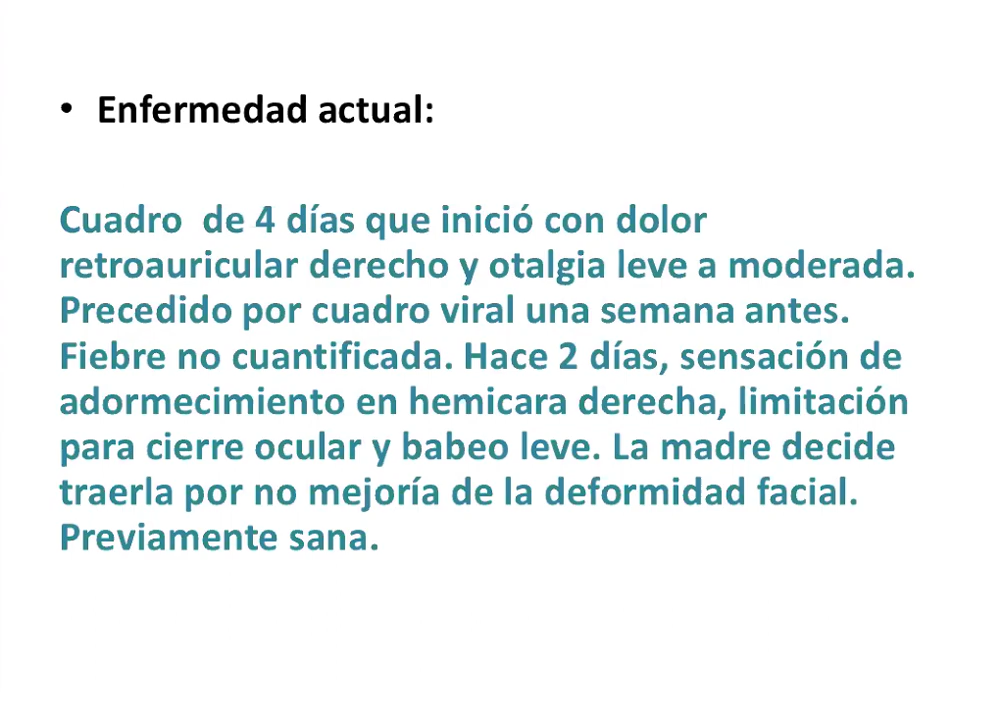 • Enfermedad actual:
Cuadro  de 4 días que inició con dolor
retroauricular derecho y otalgia leve a moderada.
Precedido por cuadro viral una semana antes.
Fiebre no cuantificada. Hace 2 días, sensación de
adormecimiento en hemicara derecha, limitación
para cierre ocular y babeo leve. La madre decide
traerla por no mejoría de la deformidad facial.
Previamente sana.